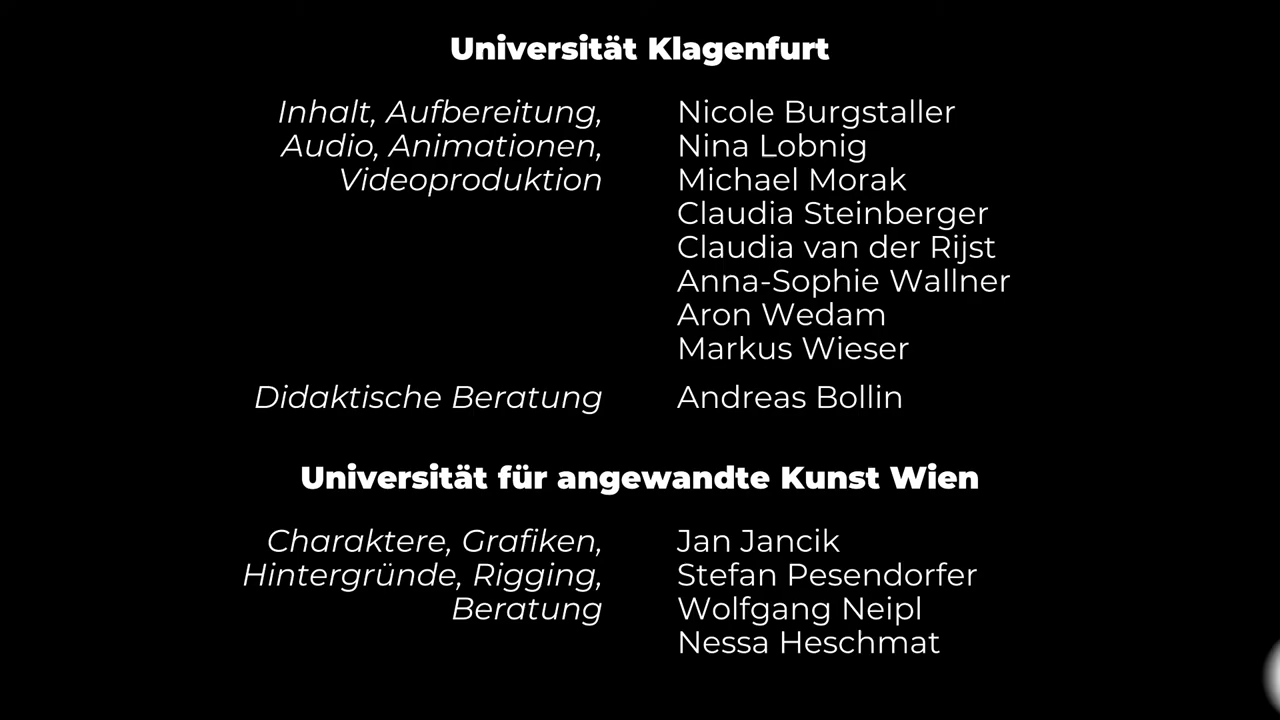 Universität Klagenfurt
Inhalt, Aufbereitung, Nicole Burgstaller
Audio, Animationen, Nina Lobnig
Videoproduktion Michael Morak
Claudia Steinberger
Claudia van der Rijst
Anna-Sophie Wallner
Aron Wedam
Markus Wieser
Didaktische Beratung Andreas Bollin
Universität für angewandte Kunst Wien
Charaktere, Grafiken, Jan Jancik
Hintergründe, Rigging, Stefan Pesendorfer
Beratung Wolfgang Neipl
Nessa Heschmat